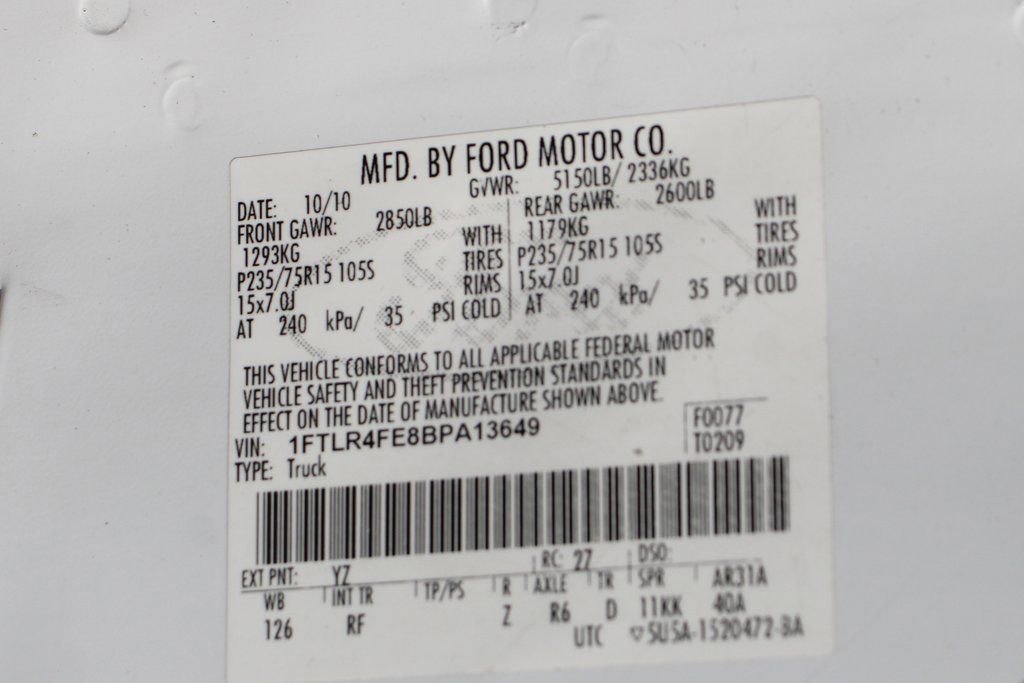 MFD. BY FORD MOTOR CO.
DATE: 10/10 GVWR: 5150LB/ 2336KG
FRONT GAWR: 2850LB REAR GAWR: 2600LB
1293KG WITH 1179KG WITH
P235/75R15 105S TIRES P235/75R15 105S TIRES
15x7.0J RIMS 15x7.0J RIMS
AT 240 kPa/ 35 PSI COLD AT 240 kPa/ 35 PSI COLD
THIS VEHICLE CONFORMS TO ALL APPLICABLE FEDERAL MOTOR
VEHICLE SAFETY AND THEFT PREVENTION STANDARDS IN
EFFECT ON THE DATE OF MANUFACTURE SHOWN ABOVE.
VIN: 1FTLR4FE8BPA13649 F0077
TYPE: Truck T0209
EXT PNT: YZ RC: 27 DSO:
WB INT TR TP/PS R AXLE TR SPR AR31A
126 RF Z R6 D 11KK 40A
UTC ▽5U5A-1520472-BA